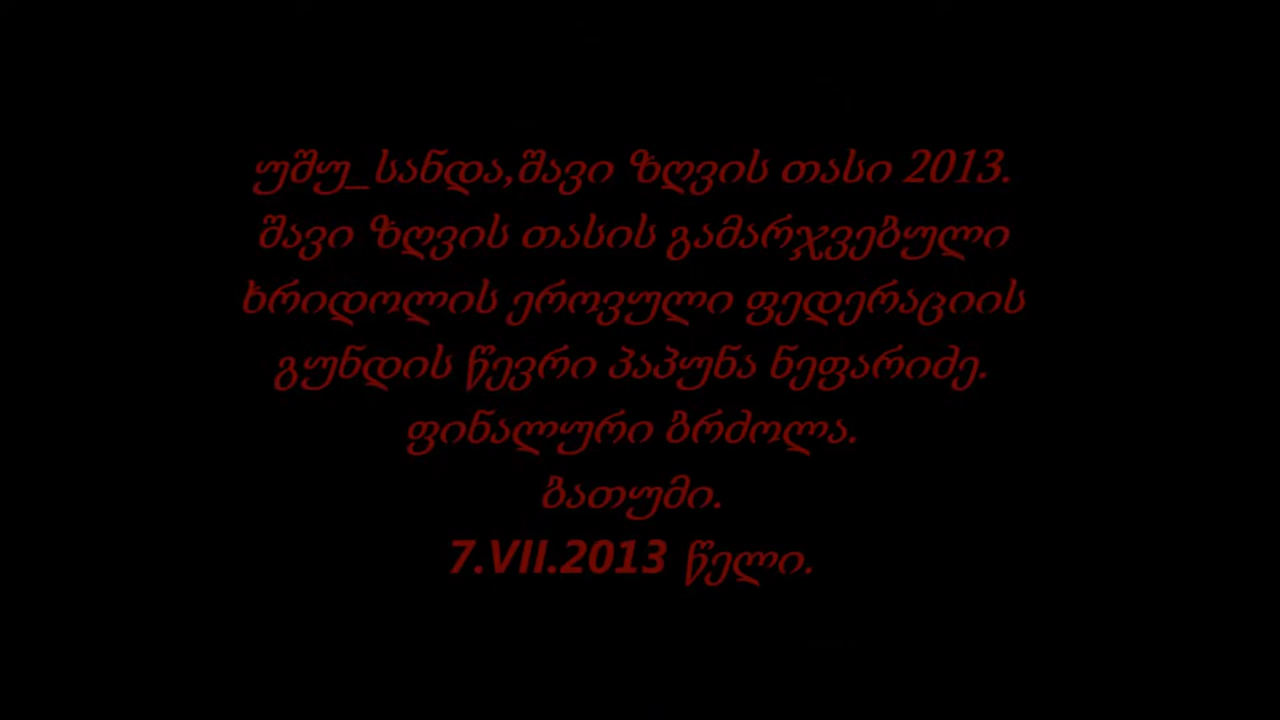 უშუ_სანდა,შავი ზღვის თასი 2013.
შავი ზღვის თასის გამარჯვებული
ხრიდოლის ეროვული ფედერაციის
გუნდის წევრი პაპუნა ნეფარიძე.
ფინალური ბრძოლა.
ბათუმი.
7.VII.2013 წელი.